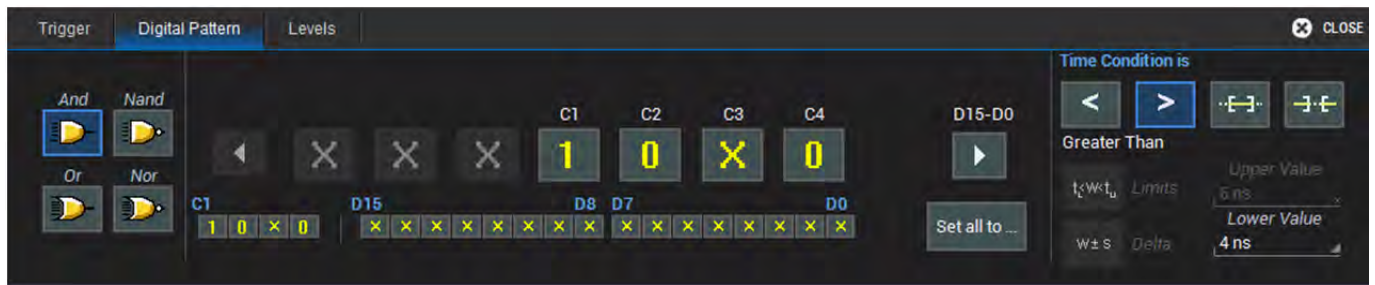 Trigger Digital Pattern Levels CLOSE
Time Condition is
And Nand
C1 C2 C3 C4 D15-D0
< >
X X X 1 0 X 0
Greater Than
Or Nor
Upper Value
t <W<t Limits
6 ns
C1 D15 D8 D7 D0
Lower Value
1 0 X 0 X X X X X X X X X X X X X X X X
Set all to ...
W± S Delta
4 ns